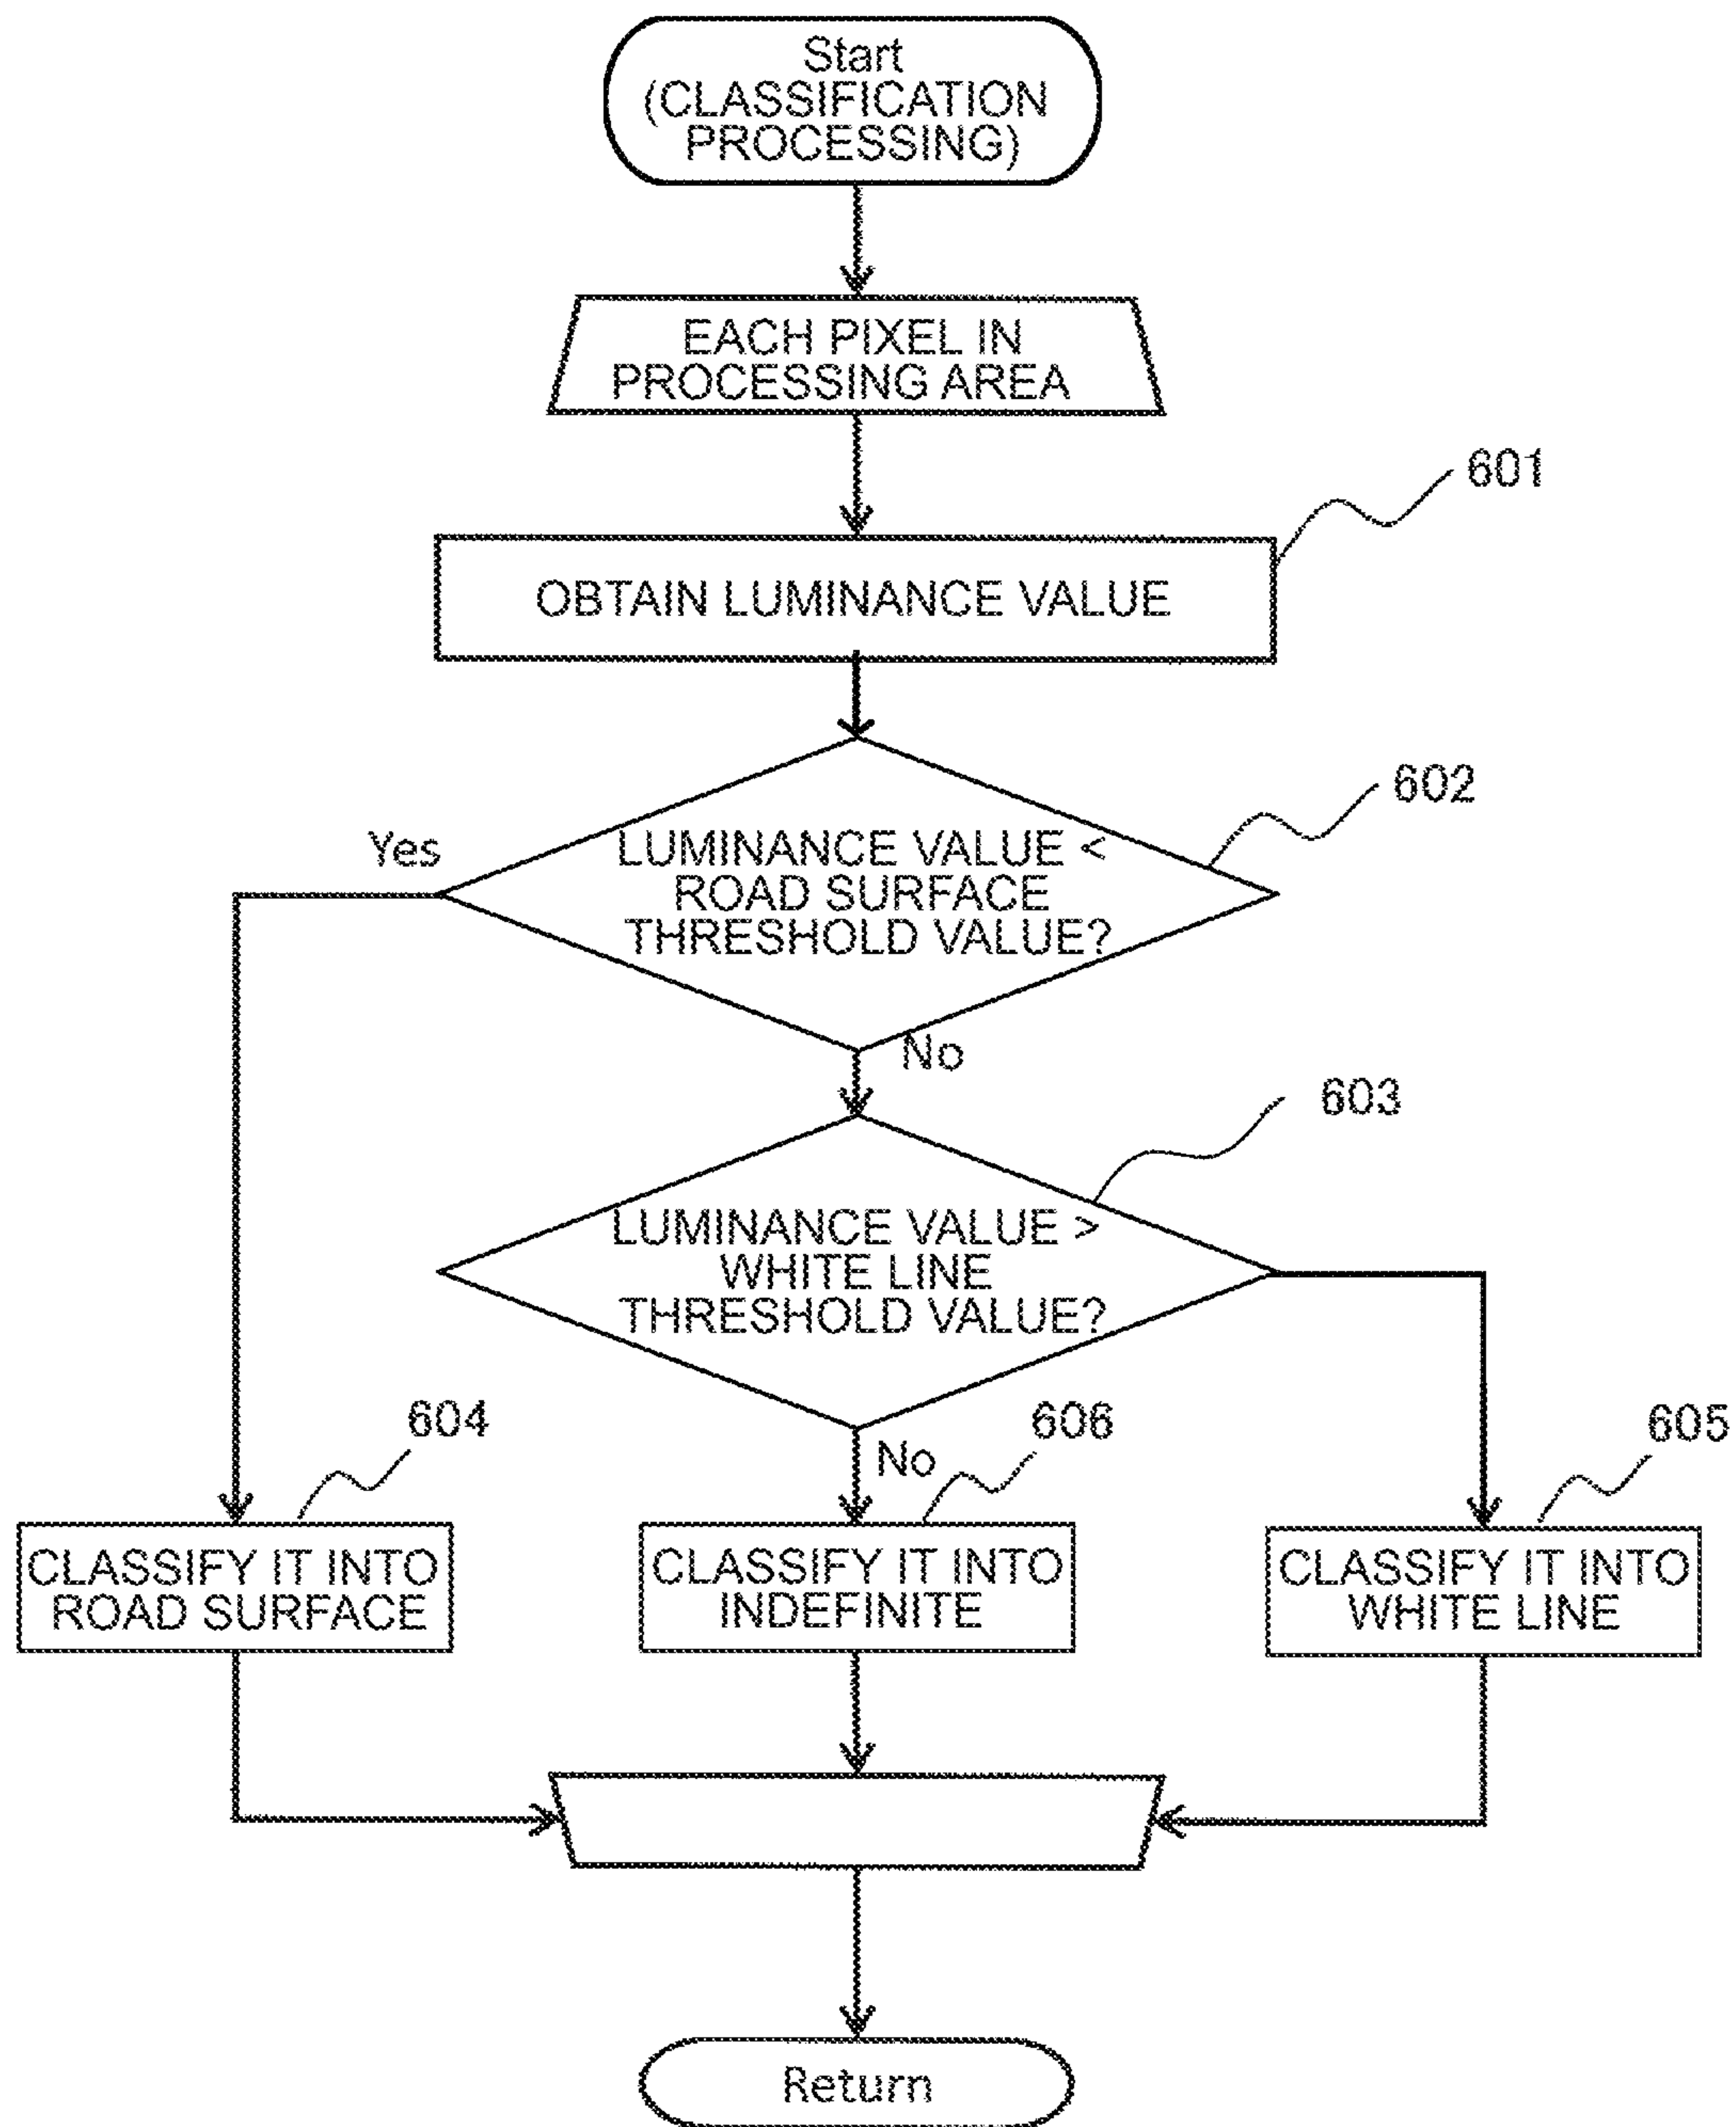 Start
(CLASSIFICATION
PROCESSING)
EACH PIXEL IN
PROCESSING AREA
601
OBTAIN LUMINANCE VALUE
602
Yes
LUMINANCE VALUE <
ROAD SURFACE
THRESHOLD VALUE?
No
603
LUMINANCE VALUE >
WHITE LINE
THRESHOLD VALUE?
604
No
606
605
CLASSIFY IT INTO
ROAD SURFACE
CLASSIFY IT INTO
INDEFINITE
CLASSIFY IT INTO
WHITE LINE
Return